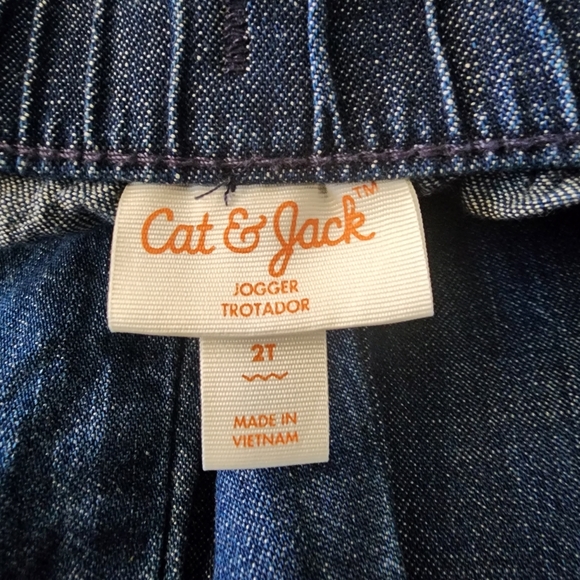 Cat & Jack™
JOGGER
TROTADOR
2T
MADE IN
VIETNAM